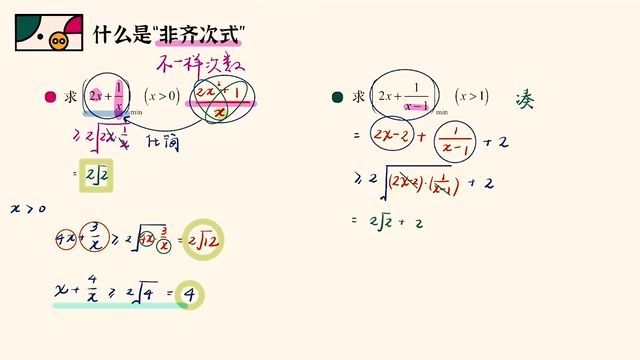 什么是“非齐次式”
不一样次数
求 (2x + 1/x)min (x>0) (2x²+1)/x
≥ 2√(2x·1/x) 化简
= 2√2
x > 0
4x + 3/x ≥ 2√(4x·3/x) = 2√12
x + 4/x ≥ 2√4 = 4
求 (2x + 1/(x−1))min (x>1) 凑
= 2x−2 + 1/(x−1) + 2
≥ 2√((2x−2)·(1/(x−1))) + 2
= 2√2 + 2